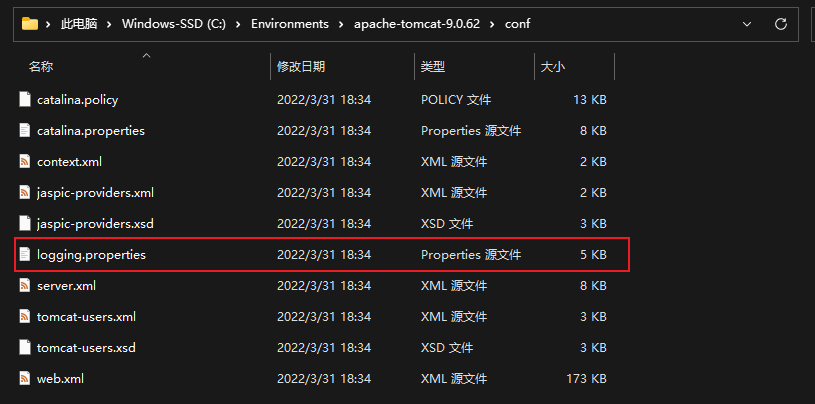 此电脑 > Windows-SSD (C:) > Environments > apache-tomcat-9.0.62 > conf
名称 修改日期 类型 大小
catalina.policy 2022/3/31 18:34 POLICY 文件 13 KB
catalina.properties 2022/3/31 18:34 Properties 源文件 8 KB
context.xml 2022/3/31 18:34 XML 源文件 2 KB
jaspic-providers.xml 2022/3/31 18:34 XML 源文件 2 KB
jaspic-providers.xsd 2022/3/31 18:34 XSD 文件 3 KB
logging.properties 2022/3/31 18:34 Properties 源文件 5 KB
server.xml 2022/3/31 18:34 XML 源文件 8 KB
tomcat-users.xml 2022/3/31 18:34 XML 源文件 3 KB
tomcat-users.xsd 2022/3/31 18:34 XSD 文件 3 KB
web.xml 2022/3/31 18:34 XML 源文件 173 KB